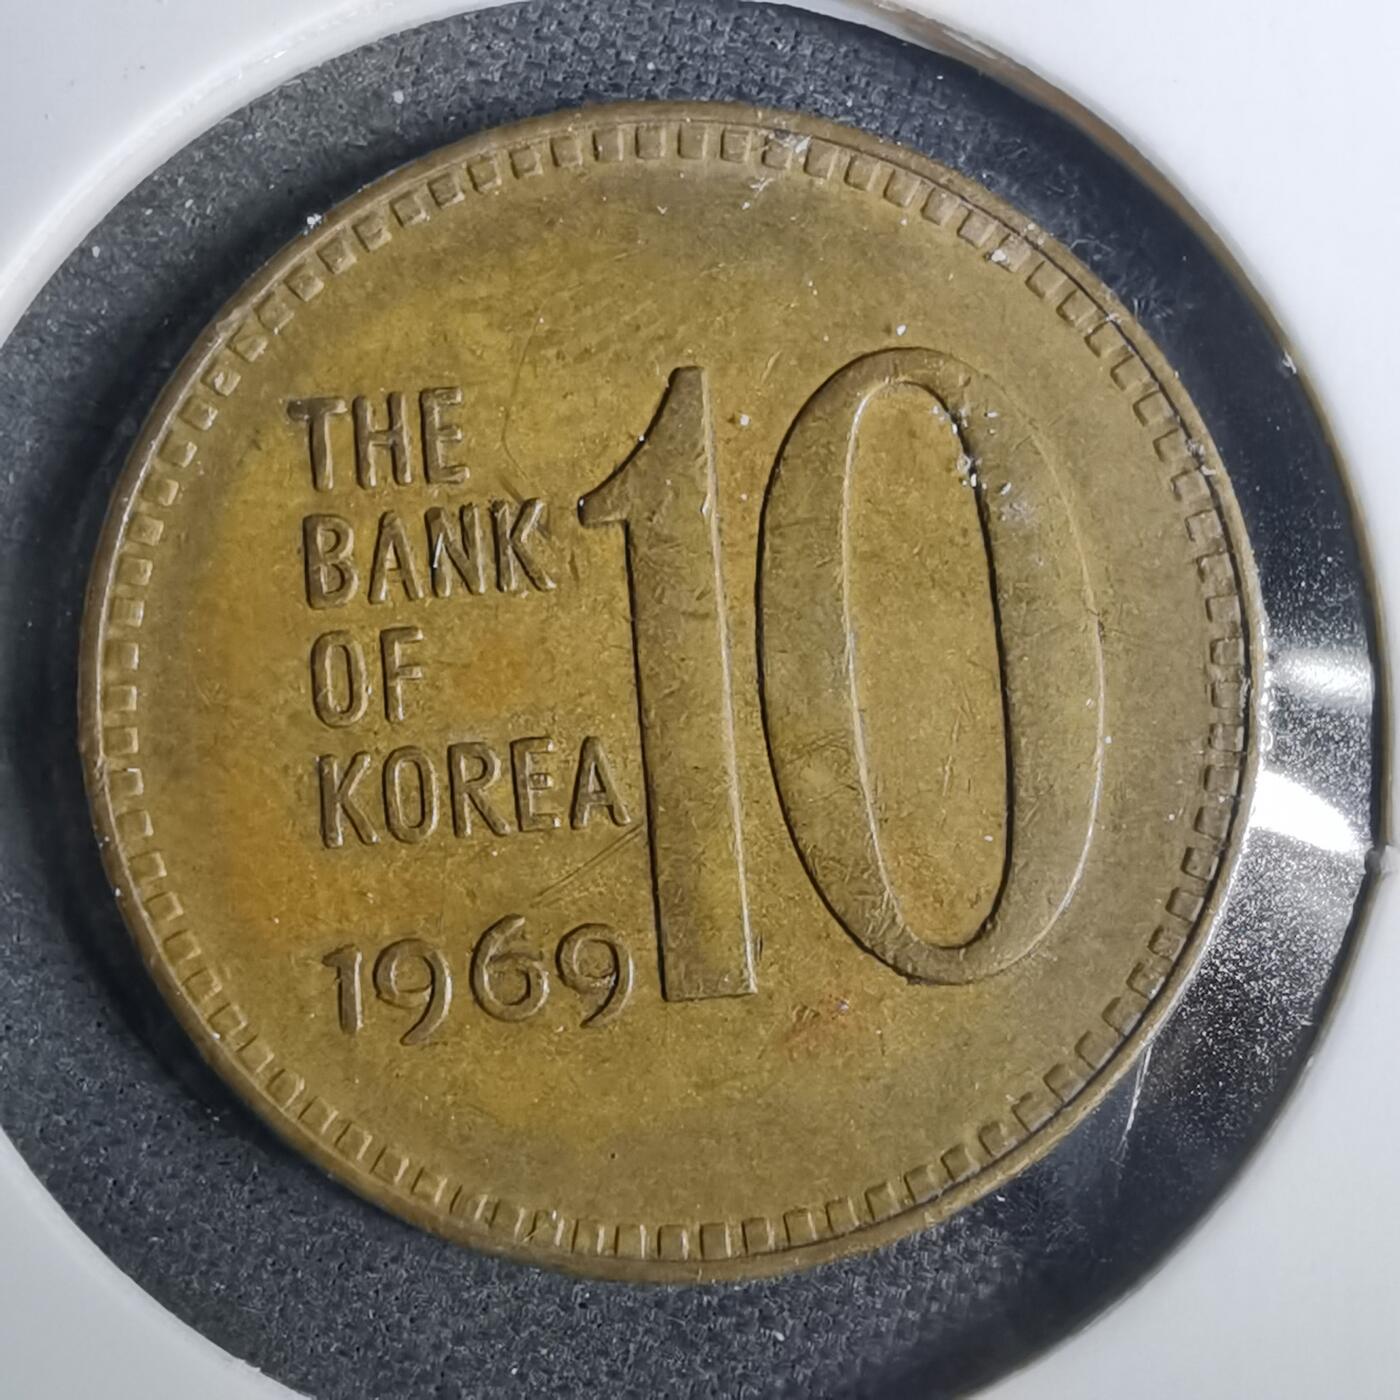 THE
BANK
OF
KOREA
1969
10